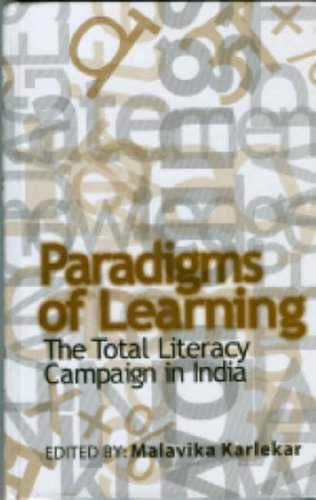 Paradigms
of Learning
The Total Literacy
Campaign in India
EDITED BY: Malavika Karlekar